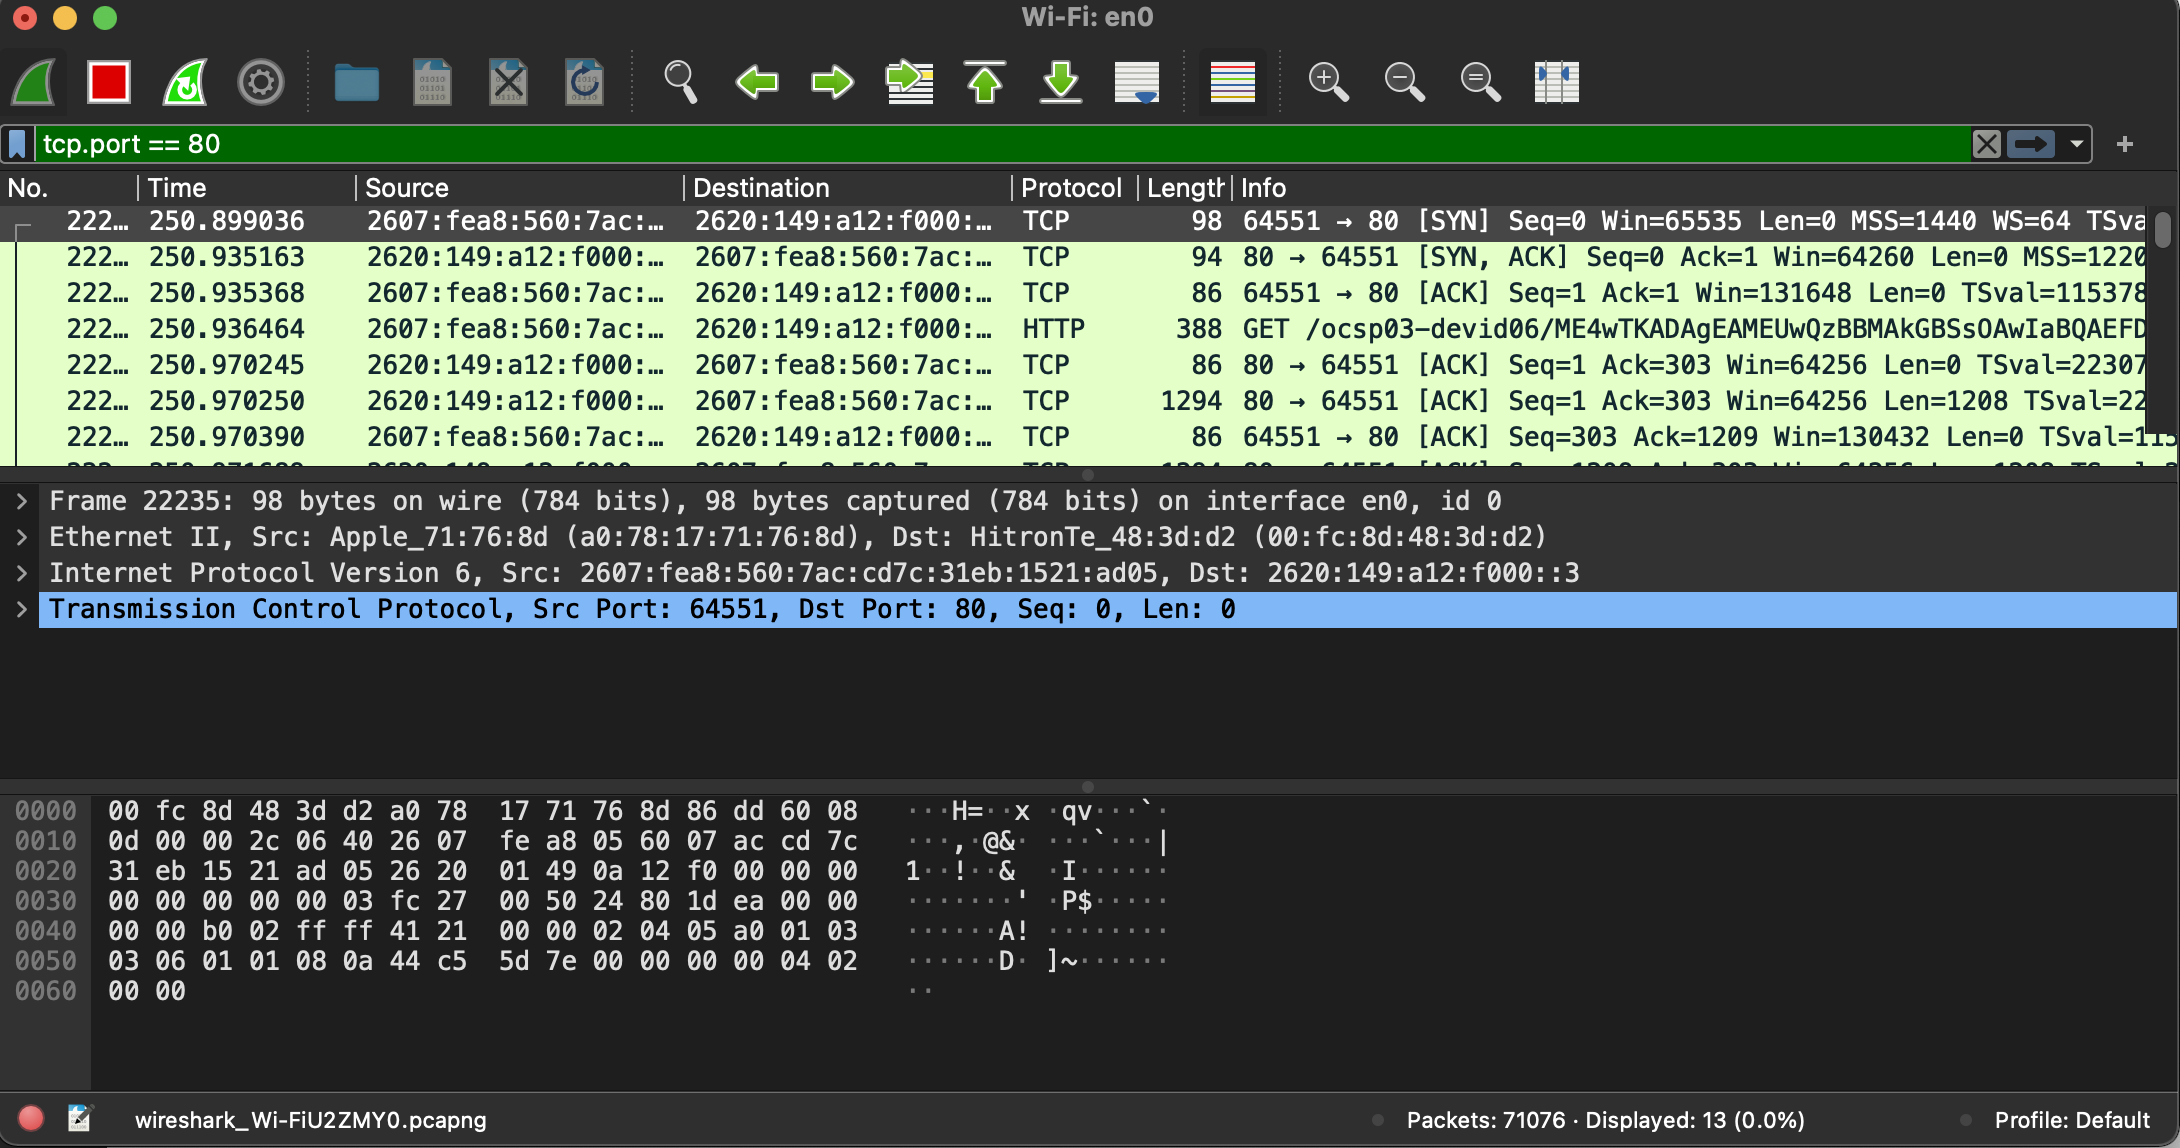 Wi-Fi: en0
tcp.port == 80
No. Time Source Destination Protocol Length Info
222… 250.899036 2607:fea8:560:7ac:… 2620:149:a12:f000:… TCP 98 64551 → 80 [SYN] Seq=0 Win=65535 Len=0 MSS=1440 WS=64 TSva
222… 250.935163 2620:149:a12:f000:… 2607:fea8:560:7ac:… TCP 94 80 → 64551 [SYN, ACK] Seq=0 Ack=1 Win=64260 Len=0 MSS=1220
222… 250.935368 2607:fea8:560:7ac:… 2620:149:a12:f000:… TCP 86 64551 → 80 [ACK] Seq=1 Ack=1 Win=131648 Len=0 TSval=115378
222… 250.936464 2607:fea8:560:7ac:… 2620:149:a12:f000:… HTTP 388 GET /ocsp03-devid06/ME4wTKADAgEAMEUwQzBBMAkGBSsOAwIaBQAEFD
222… 250.970245 2620:149:a12:f000:… 2607:fea8:560:7ac:… TCP 86 80 → 64551 [ACK] Seq=1 Ack=303 Win=64256 Len=0 TSval=22307
222… 250.970250 2620:149:a12:f000:… 2607:fea8:560:7ac:… TCP 1294 80 → 64551 [ACK] Seq=1 Ack=303 Win=64256 Len=1208 TSval=22
222… 250.970390 2607:fea8:560:7ac:… 2620:149:a12:f000:… TCP 86 64551 → 80 [ACK] Seq=303 Ack=1209 Win=130432 Len=0 TSval=115
Frame 22235: 98 bytes on wire (784 bits), 98 bytes captured (784 bits) on interface en0, id 0
Ethernet II, Src: Apple_71:76:8d (a0:78:17:71:76:8d), Dst: HitronTe_48:3d:d2 (00:fc:8d:48:3d:d2)
Internet Protocol Version 6, Src: 2607:fea8:560:7ac:cd7c:31eb:1521:ad05, Dst: 2620:149:a12:f000::3
Transmission Control Protocol, Src Port: 64551, Dst Port: 80, Seq: 0, Len: 0
0000 00 fc 8d 48 3d d2 a0 78 17 71 76 8d 86 dd 60 08 ···H=··x ·qv···`·
0010 0d 00 00 2c 06 40 26 07 fe a8 05 60 07 ac cd 7c ···,·@&· ···`···|
0020 31 eb 15 21 ad 05 26 20 01 49 0a 12 f0 00 00 00 1··!··& ·I······
0030 00 00 00 00 00 03 fc 27 00 50 24 80 1d ea 00 00 ·······' ·P$·····
0040 00 00 b0 02 ff ff 41 21 00 00 02 04 05 a0 01 03 ······A! ········
0050 03 06 01 01 08 0a 44 c5 5d 7e 00 00 00 00 04 02 ······D· ]~······
0060 00 00 ··
wireshark_Wi-FiU2ZMY0.pcapng Packets: 71076 · Displayed: 13 (0.0%) Profile: Default